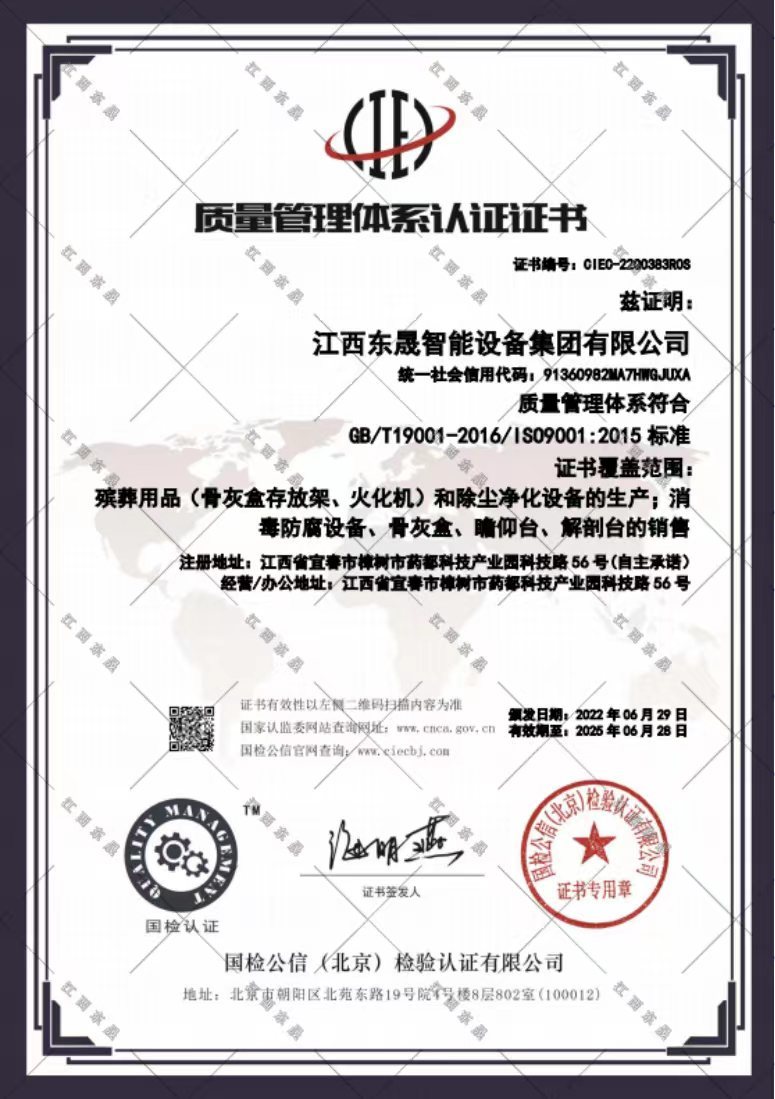 CIEC
质量管理体系认证证书
证书编号：CIEC-2200383R0S
兹证明：
江西东晟智能设备集团有限公司
统一社会信用代码：91360982MA7HWGJUXA
质量管理体系符合
GB/T19001-2016/ISO9001:2015 标准
证书覆盖范围：
殡葬用品（骨灰盒存放架、火化机）和除尘净化设备的生产；消
毒防腐设备、骨灰盒、瞻仰台、解剖台的销售
注册地址：江西省宜春市樟树市药都科技产业园科技路 56 号(自主承诺)
经营/办公地址：江西省宜春市樟树市药都科技产业园科技路 56 号
证书有效性以左侧二维码扫描内容为准
国家认监委网站查询网址：www.cnca.gov.cn
国检公信官网查询：www.ciecbj.com
颁发日期：2022 年 06 月 29 日
有效期至：2025 年 06 月 28 日
QUALITY MANAGEMENT
TM
国检认证
证书签发人
国检公信(北京)检验认证有限公司
证书专用章
国检公信（北京）检验认证有限公司
地址：北京市朝阳区北苑东路19号院4号楼8层802室(100012)
江西东晟